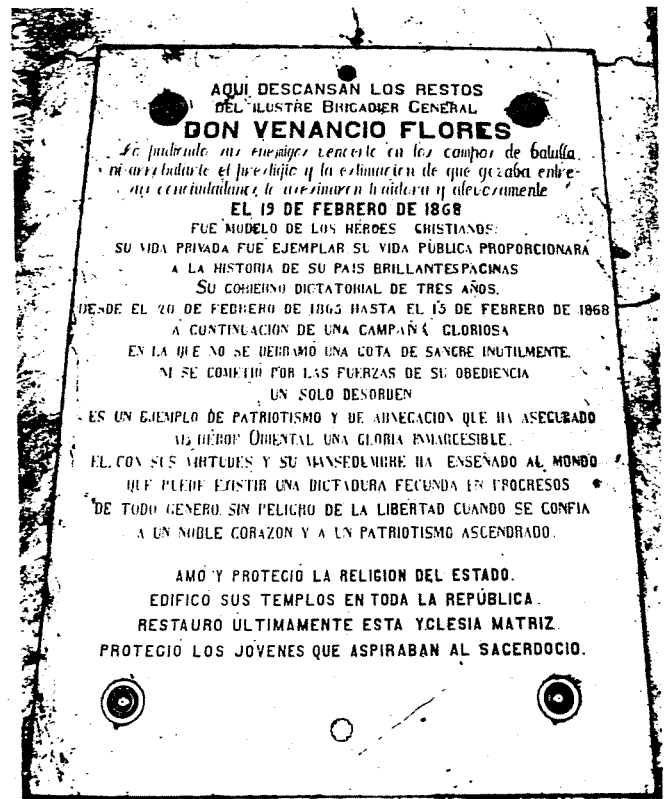 AQUI DESCANSAN LOS RESTOS
DEL ILUSTRE BRIGADIER GENERAL
DON VENANCIO FLORES
No pudiendo sus enemigos vencerle en los campos de batalla,
ni arrebatarle el prestigio y la estimacion de que gozaba entre
sus conciudadanos, le asesinaron traidora y alevosamente
EL 19 DE FEBRERO DE 1868
FUE MODELO DE LOS HÉROES CRISTIANOS:
SU VIDA PRIVADA FUE EJEMPLAR. SU VIDA PÚBLICA PROPORCIONARÁ
A LA HISTORIA DE SU PAIS BRILLANTES PAGINAS
SU GOBIERNO DICTATORIAL DE TRES AÑOS,
DESDE EL 20 DE FEBRERO DE 1865 HASTA EL 15 DE FEBRERO DE 1868
A CONTINUACION DE UNA CAMPAÑA GLORIOSA
EN LA QUE NO SE DERRAMÓ UNA GOTA DE SANGRE INUTILMENTE,
NI SE COMETIÓ POR LAS FUERZAS DE SU OBEDIENCIA
UN SOLO DESORDEN
ES UN EJEMPLO DE PATRIOTISMO Y DE ABNEGACION QUE HA ASEGURADO
AL HÉROE ORIENTAL UNA GLORIA INMARCESIBLE.
EL CON SUS VIRTUDES Y SU MANSEDUMBRE HA ENSEÑADO AL MUNDO
QUE PUEDE EXISTIR UNA DICTADURA FECUNDA EN PROGRESOS
DE TODO GENERO, SIN PELIGRO DE LA LIBERTAD CUANDO SE CONFIA
A UN NOBLE CORAZON Y A UN PATRIOTISMO ASCENDRADO.
AMÓ Y PROTEGIÓ LA RELIGION DEL ESTADO.
EDIFICÓ SUS TEMPLOS EN TODA LA REPÚBLICA.
RESTAURÓ ULTIMAMENTE ESTA YGLESIA MATRIZ
PROTEGIÓ LOS JÓVENES QUE ASPIRABAN AL SACERDOCIO.